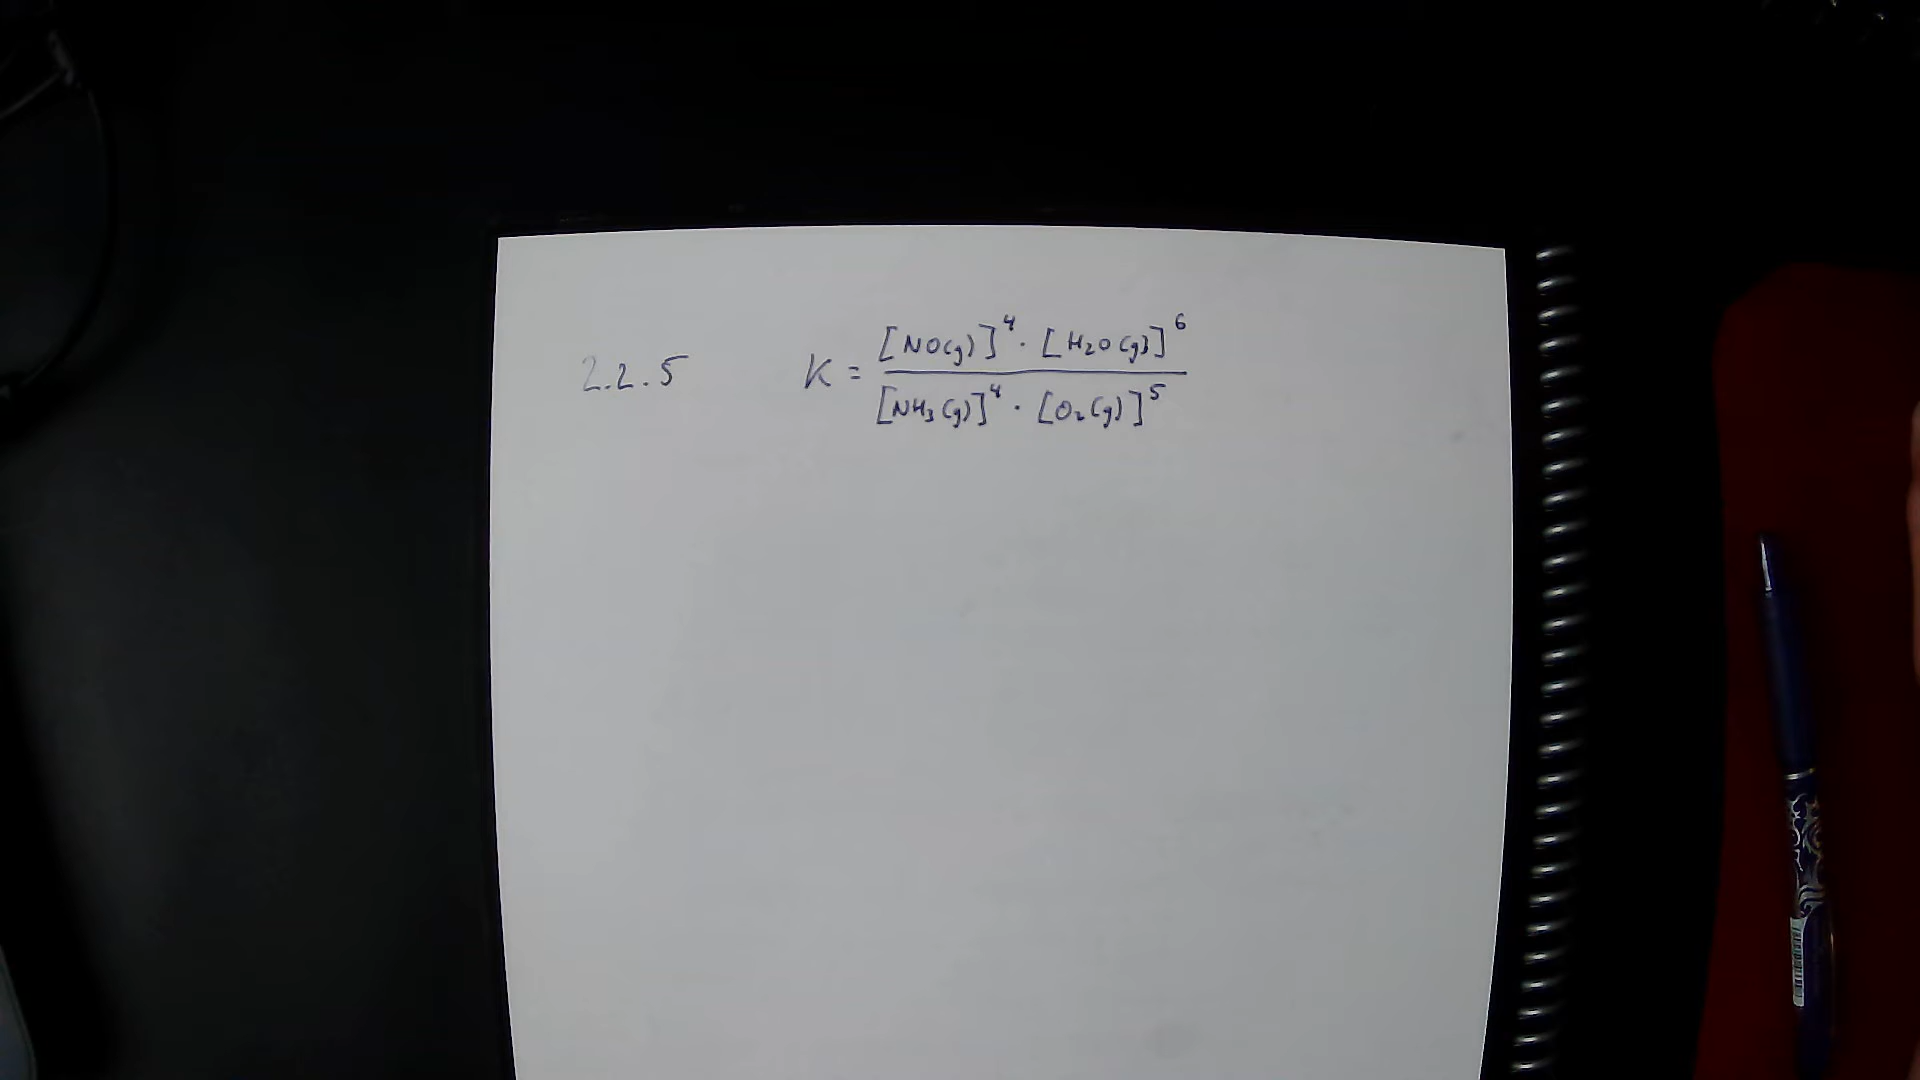 2.2.5 K = [NO(g)]⁴ · [H₂O(g)]⁶
[NH₃(g)]⁴ · [O₂(g)]⁵